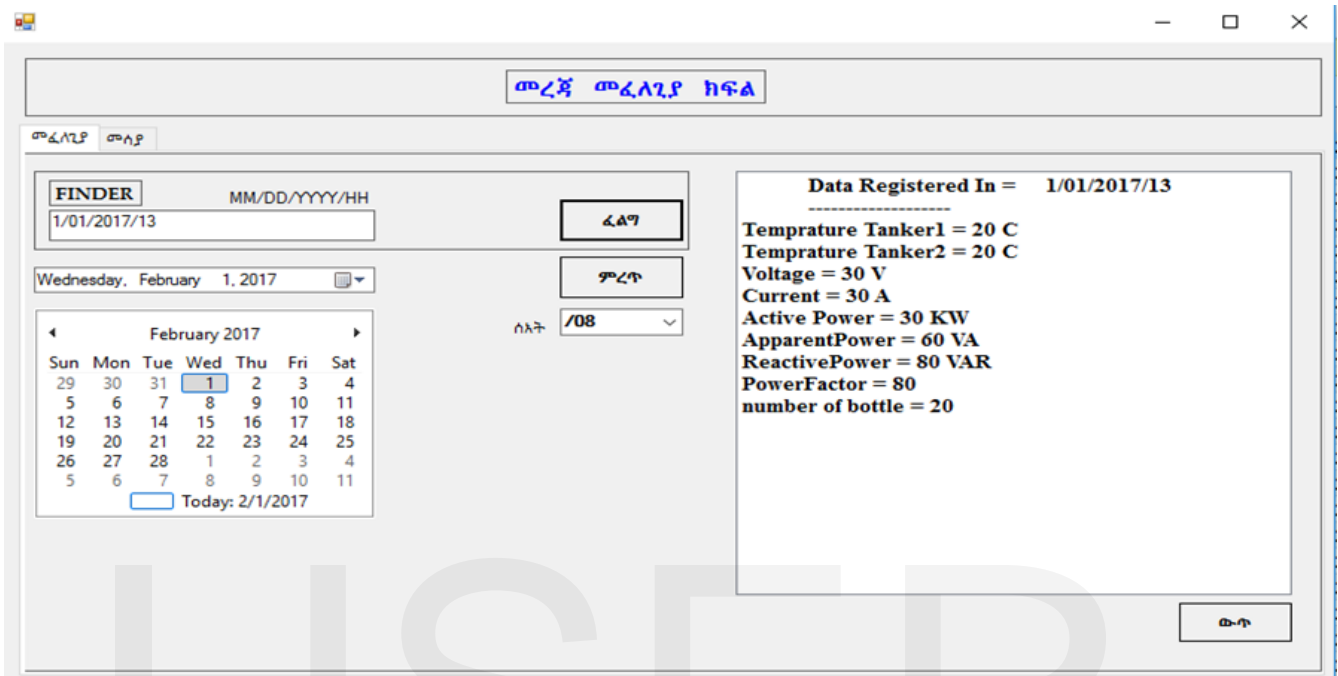 መረጃ መፈለጊያ ክፍል
መፈለጊያ መሰያ
FINDER MM/DD/YYYY/HH
1/01/2017/13
ፈልግ
Wednesday, February 1, 2017
ምረጥ
ሰአት /08
February 2017
Sun Mon Tue Wed Thu Fri Sat
29 30 31 1 2 3 4
5 6 7 8 9 10 11
12 13 14 15 16 17 18
19 20 21 22 23 24 25
26 27 28 1 2 3 4
5 6 7 8 9 10 11
Today: 2/1/2017
Data Registered In = 1/01/2017/13
-------------------
Temprature Tanker1 = 20 C
Temprature Tanker2 = 20 C
Voltage = 30 V
Current = 30 A
Active Power = 30 KW
ApparentPower = 60 VA
ReactivePower = 80 VAR
PowerFactor = 80
number of bottle = 20
ውጥ